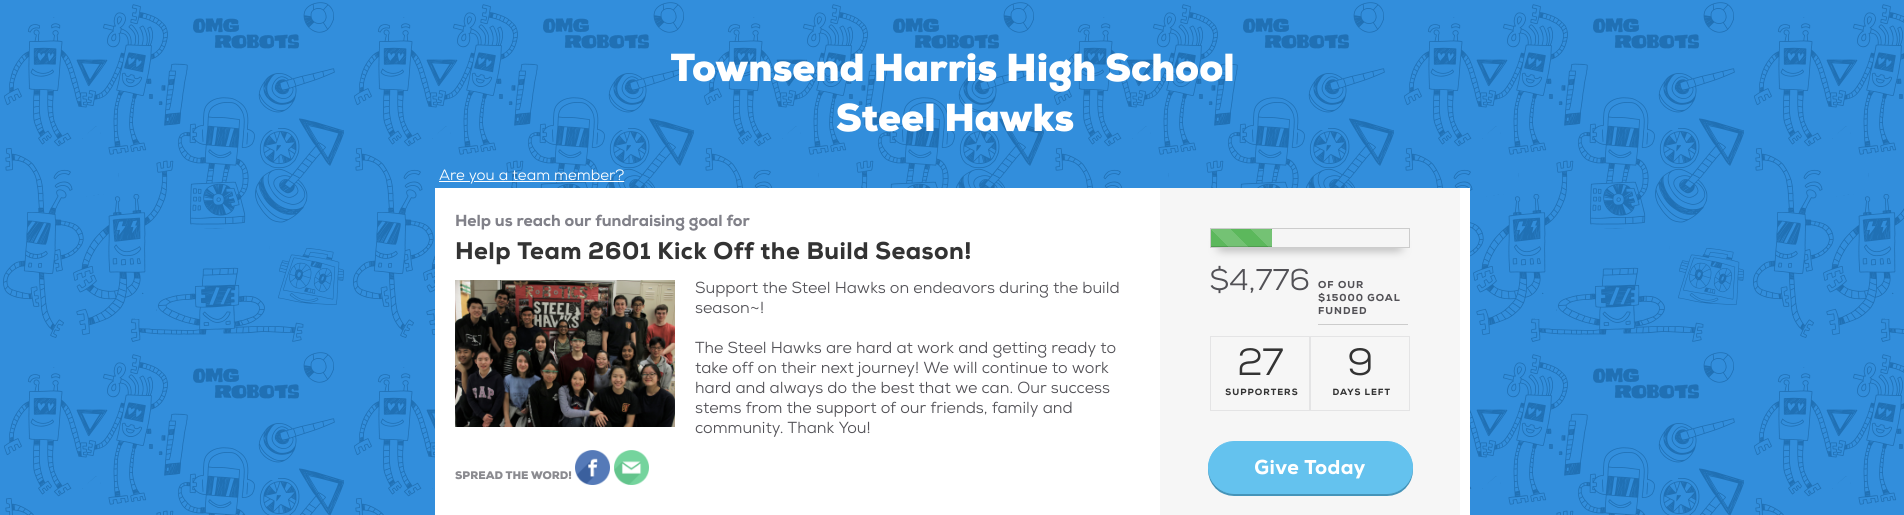 OMG
ROBOTS
OMG
ROBOTS
OMG
ROBOTS
OMG
ROBOTS
OMG
ROBOTS
Townsend Harris High School
Steel Hawks
Are you a team member?
Help us reach our fundraising goal for
Help Team 2601 Kick Off the Build Season!
ROBOTICS
STEEL
HAWKS
GAP
Support the Steel Hawks on endeavors during the build
season~!
The Steel Hawks are hard at work and getting ready to
take off on their next journey! We will continue to work
hard and always do the best that we can. Our success
stems from the support of our friends, family and
community. Thank You!
SPREAD THE WORD!
f
$4,776
OF OUR
$15000 GOAL
FUNDED
27
SUPPORTERS
9
DAYS LEFT
Give Today
OMG
ROBOTS
OMG
ROBOTS